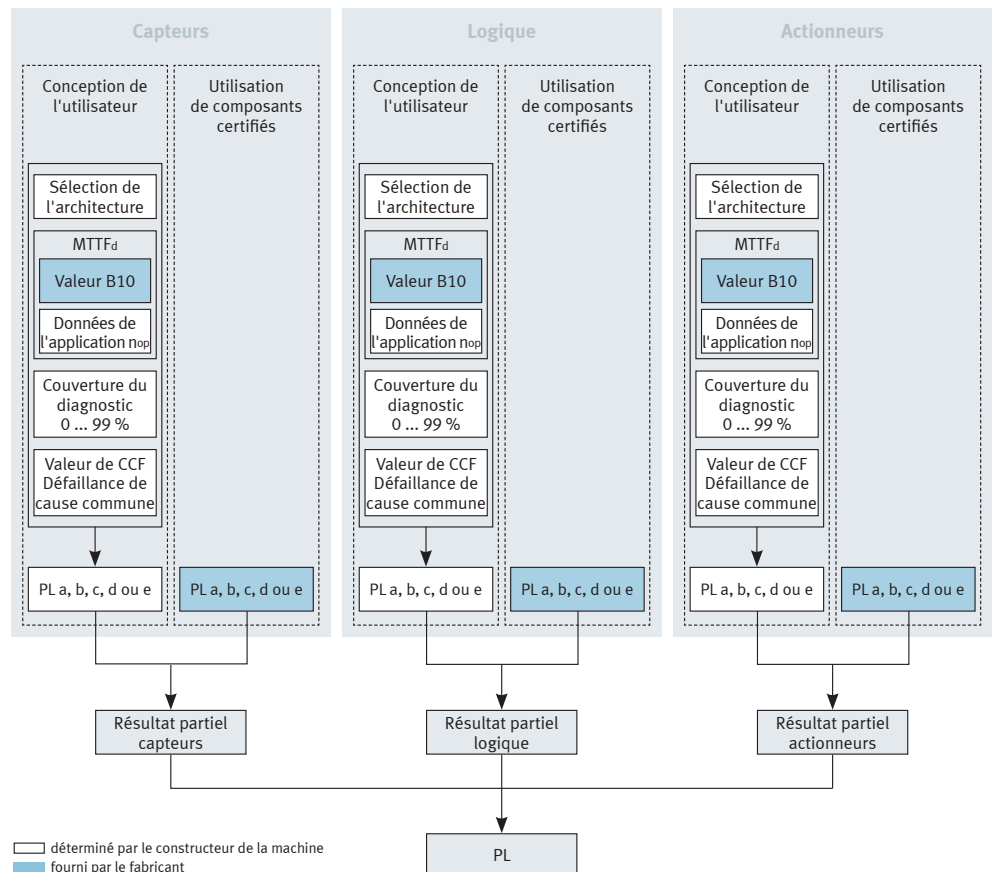 Capteurs
Conception de
l'utilisateur
Utilisation
de composants
certifiés
Sélection de
l'architecture
MTTFd
Valeur B10
Données de
l'application nop
Couverture du
diagnostic
0 ... 99 %
Valeur de CCF
Défaillance de
cause commune
PL a, b, c, d ou e
PL a, b, c, d ou e
Résultat partiel
capteurs
Logique
Conception de
l'utilisateur
Utilisation
de composants
certifiés
Sélection de
l'architecture
MTTFd
Valeur B10
Données de
l'application nop
Couverture du
diagnostic
0 ... 99 %
Valeur de CCF
Défaillance de
cause commune
PL a, b, c, d ou e
PL a, b, c, d ou e
Résultat partiel
logique
Actionneurs
Conception de
l'utilisateur
Utilisation
de composants
certifiés
Sélection de
l'architecture
MTTFd
Valeur B10
Données de
l'application nop
Couverture du
diagnostic
0 ... 99 %
Valeur de CCF
Défaillance de
cause commune
PL a, b, c, d ou e
PL a, b, c, d ou e
Résultat partiel
actionneurs
PL
déterminé par le constructeur de la machine
fourni par le fabricant